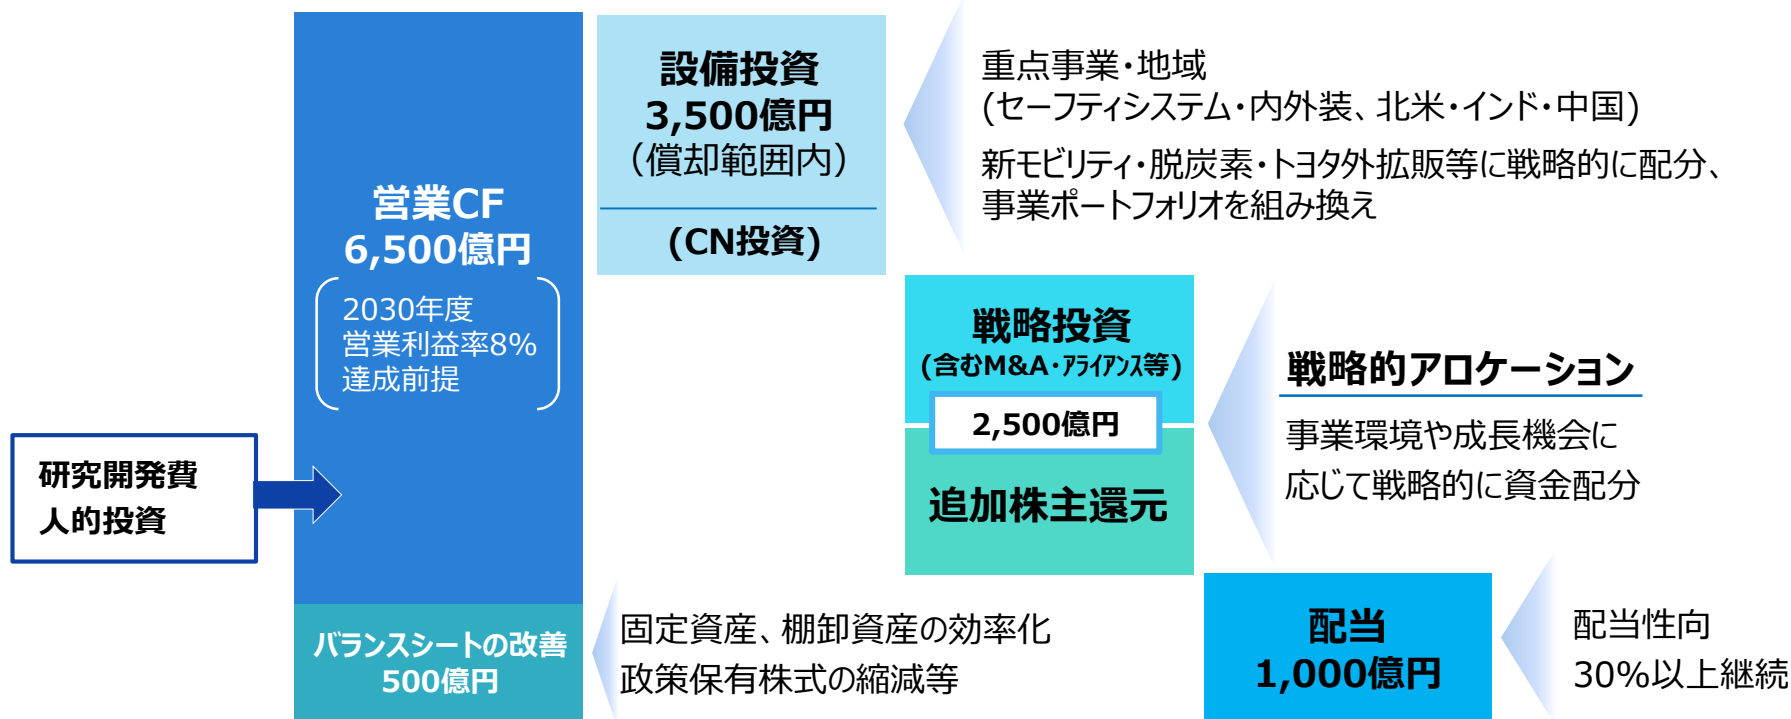 研究開発費
人的投資
営業CF
6,500億円
2030年度
営業利益率8%
達成前提
バランスシートの改善
500億円
固定資産、棚卸資産の効率化
政策保有株式の縮減等
設備投資
3,500億円
（償却範囲内）
(CN投資)
重点事業・地域
(セーフティシステム・内外装、北米・インド・中国)
新モビリティ・脱炭素・トヨタ外拡販等に戦略的に配分、
事業ポートフォリオを組み換え
戦略投資
(含むM&A・アライアンス等)
2,500億円
追加株主還元
戦略的アロケーション
事業環境や成長機会に
応じて戦略的に資金配分
配当
1,000億円
配当性向
30%以上継続